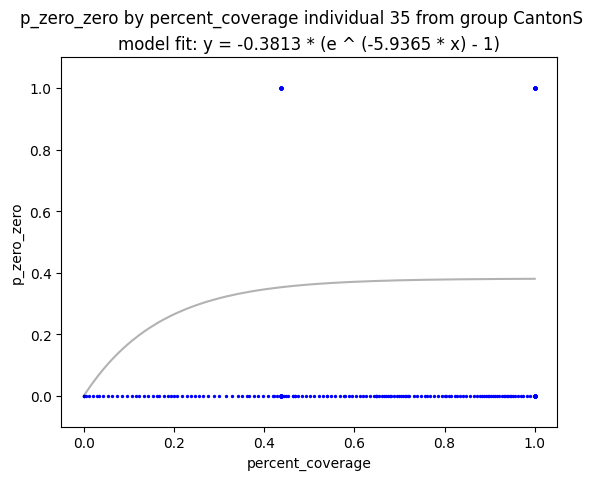 p_zero_zero by percent_coverage individual 35 from group CantonS
model fit: y = -0.3813 * (e ^ (-5.9365 * x) - 1)
1.0
0.8
0.6
0.4
0.2
0.0
p_zero_zero
0.0 0.2 0.4 0.6 0.8 1.0
percent_coverage